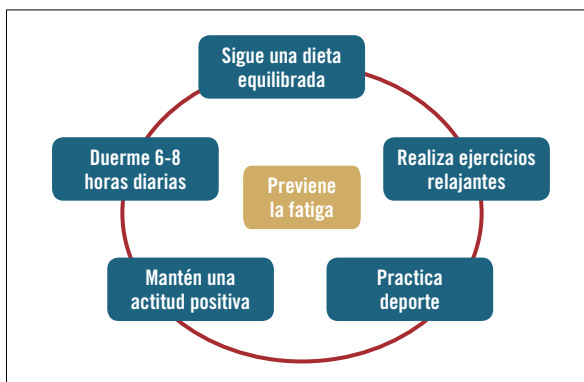 Sigue una dieta
equilibrada
Duerme 6-8
horas diarias
Realiza ejercicios
relajantes
Previene
la fatiga
Mantén una
actitud positiva
Practica
deporte